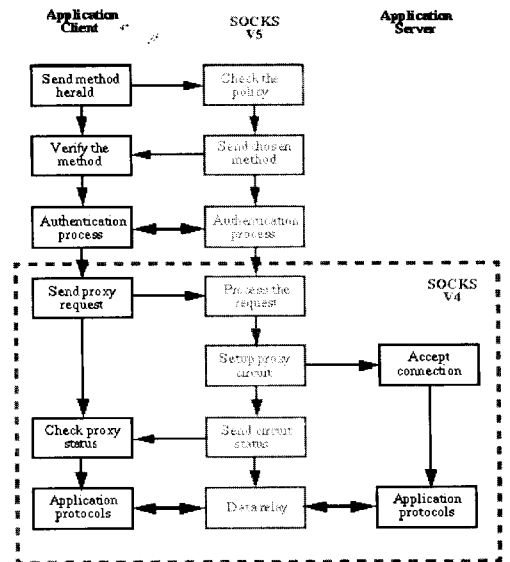 Application
Client
SOCKS
V5
Application
Server
Send method
herald
Check the
policy
Verify the
method
Send chosen
method
Authentication
process
Authentication
process
Send proxy
request
Process the
request
SOCKS
V4
Setup proxy
circuit
Accept
connection
Check proxy
status
Send circuit
status
Application
protocols
Data relay
Application
protocols